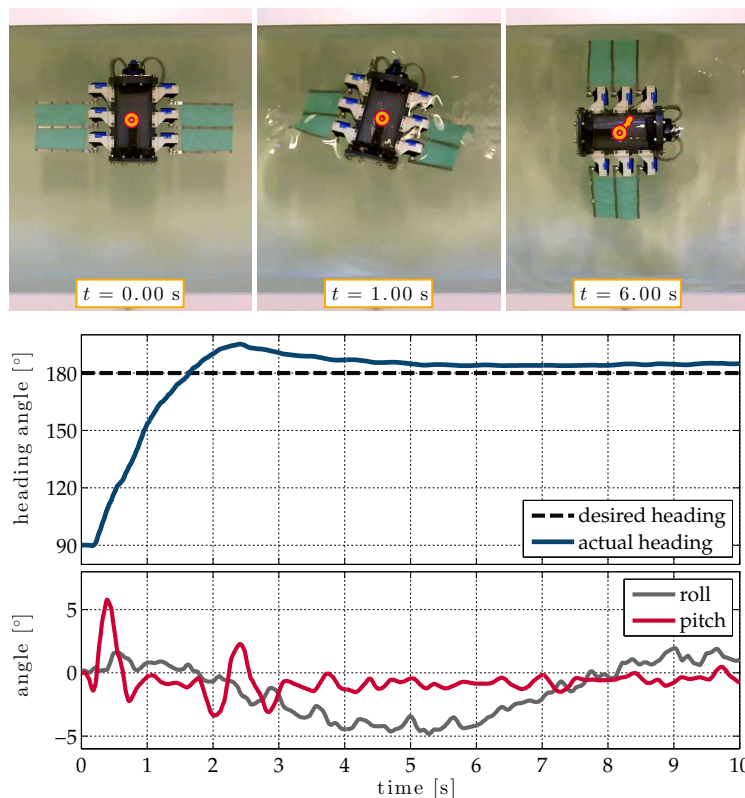 t = 0.00 s
t = 1.00 s
t = 6.00 s
heading angle [°]
180
150
120
90
desired heading
actual heading
angle [°]
5
0
−5
roll
pitch
0 1 2 3 4 5 6 7 8 9 10
time [s]